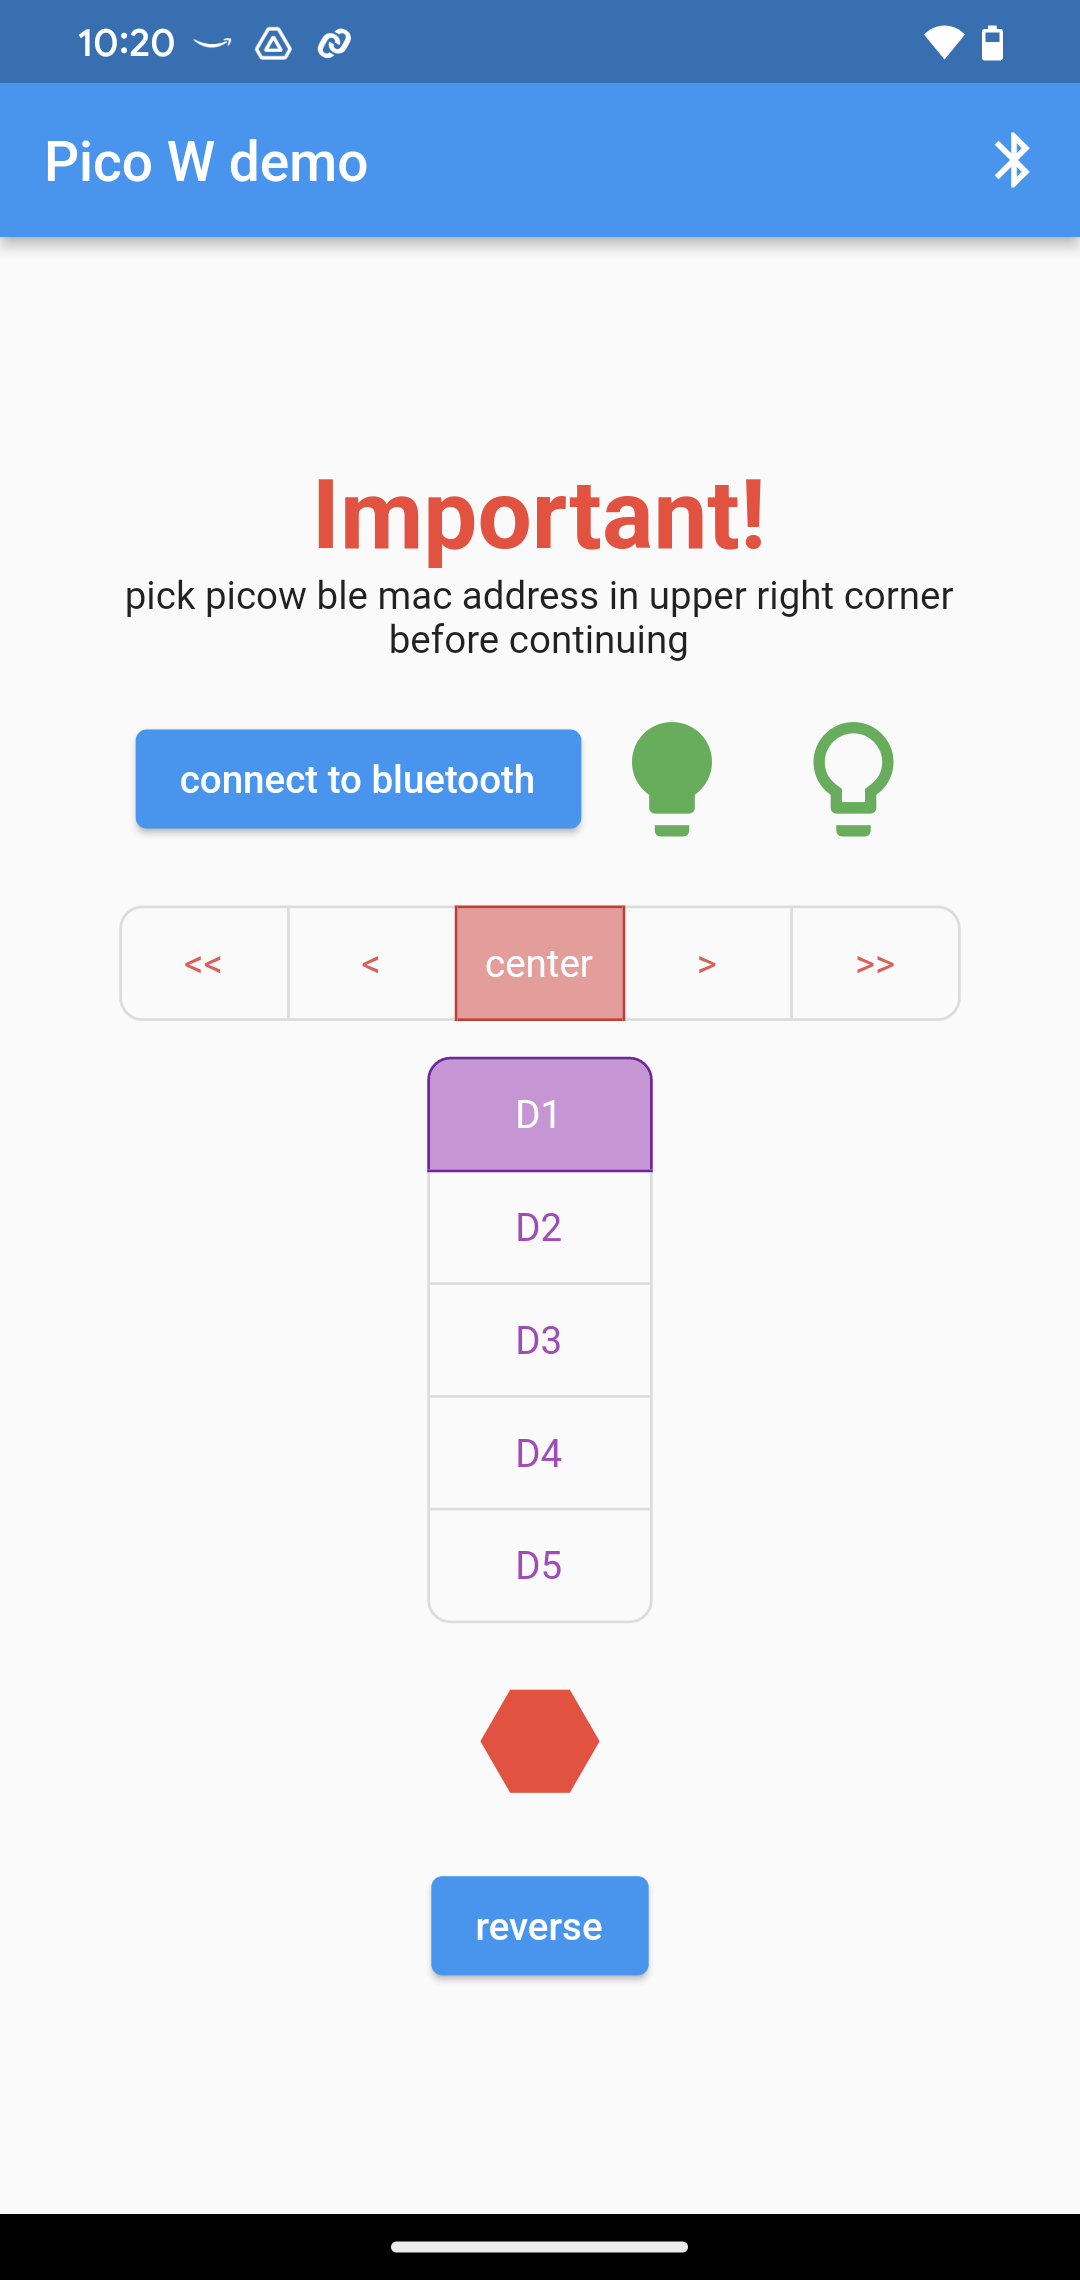 10:20
Pico W demo
Important!
pick picow ble mac address in upper right corner
before continuing
connect to bluetooth
<< < center > >>
D1
D2
D3
D4
D5
reverse